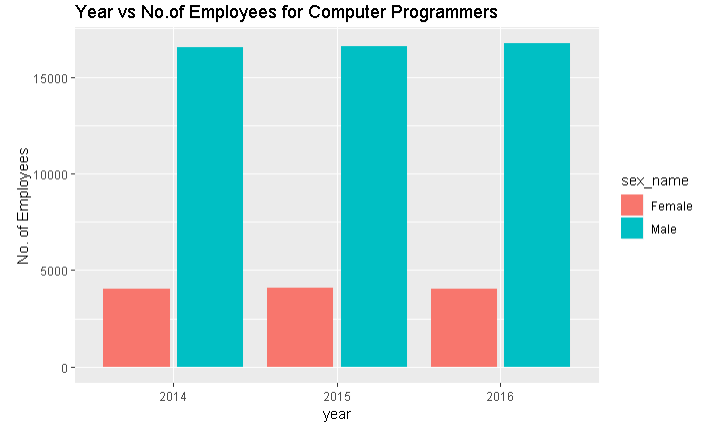 Year vs No.of Employees for Computer Programmers
No. of Employees
15000
10000
5000
0
2014
2015
2016
year
sex_name
Female
Male